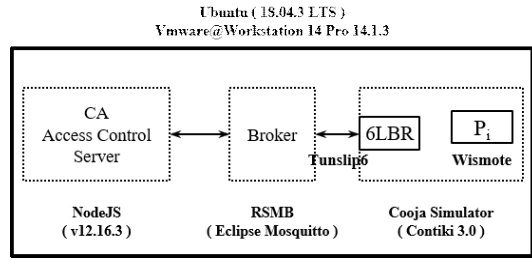 Ubuntu ( 18.04.3 LTS )
Vmware@Workstation 14 Pro 14.1.3
CA
Access Control
Server
Broker
6LBR
Pi
Tunslip6
Wismote
NodeJS
( v12.16.3 )
RSMB
( Eclipse Mosquitto )
Cooja Simulator
( Contiki 3.0 )